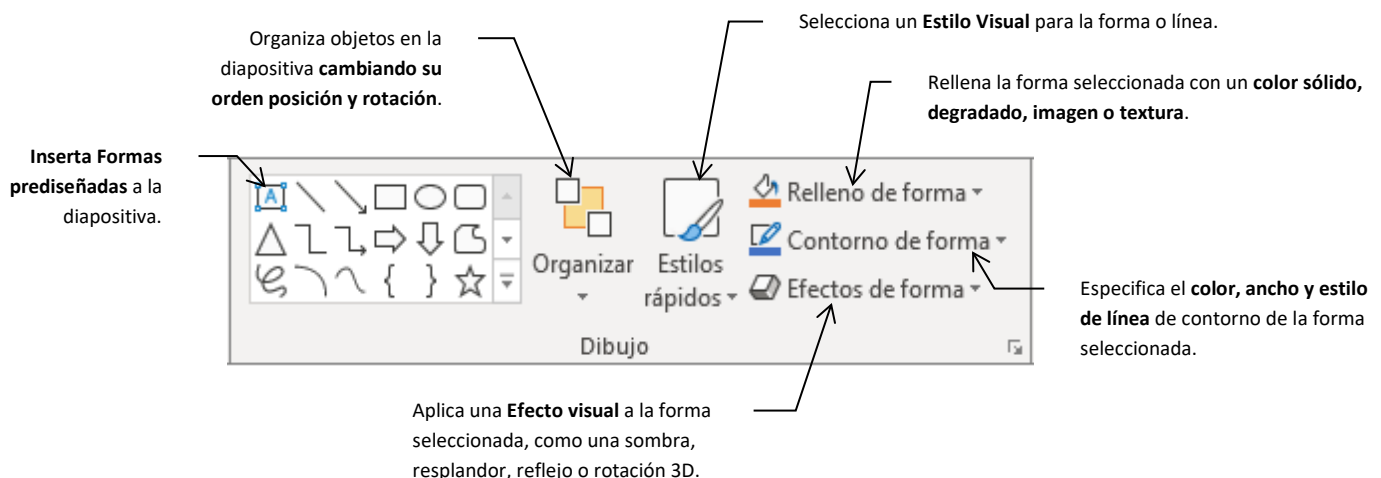 Selecciona un Estilo Visual para la forma o línea.
Organiza objetos en la
diapositiva cambiando su
orden posición y rotación.
Rellena la forma seleccionada con un color sólido,
degradado, imagen o textura.
Inserta Formas
prediseñadas a la
diapositiva.
A
Relleno de forma
Contorno de forma
Efectos de forma
Organizar
Estilos
rápidos
Dibujo
Especifica el color, ancho y estilo
de línea de contorno de la forma
seleccionada.
Aplica una Efecto visual a la forma
seleccionada, como una sombra,
resplandor, reflejo o rotación 3D.